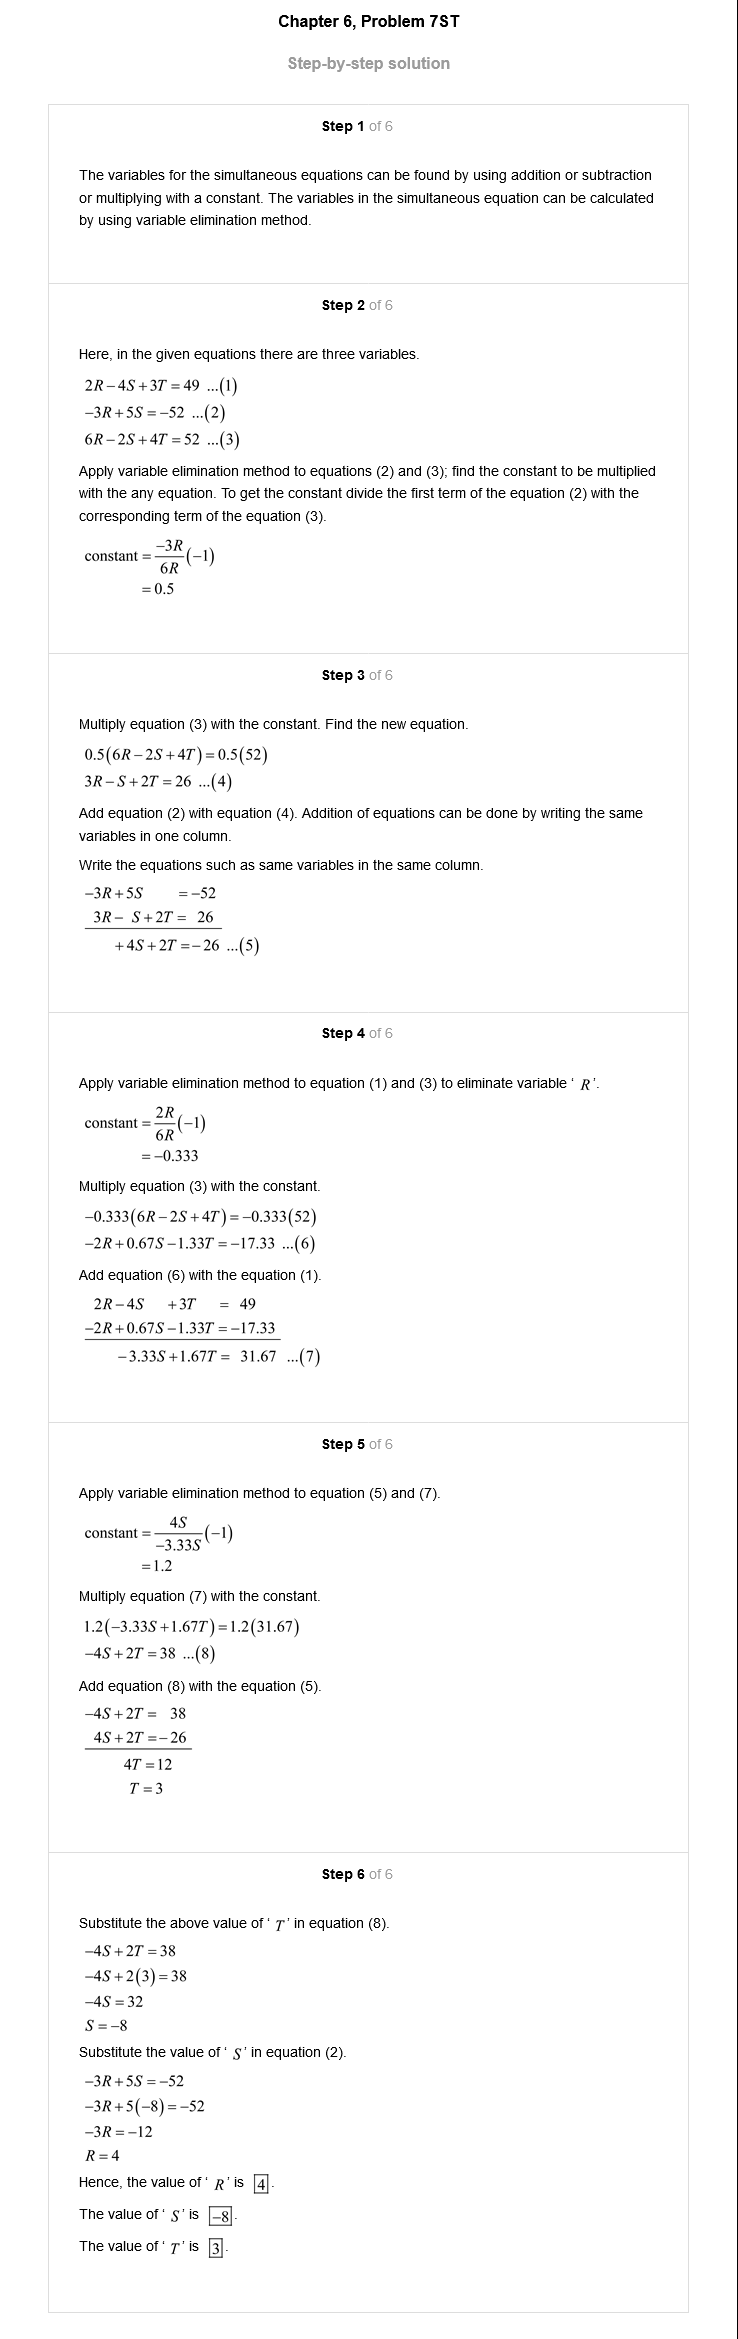 Chapter 6, Problem 7ST
Step-by-step solution
Step 1 of 6
The variables for the simultaneous equations can be found by using addition or subtraction
or multiplying with a constant. The variables in the simultaneous equation can be calculated
by using variable elimination method.
Step 2 of 6
Here, in the given equations there are three variables.
2R – 4S + 3T = 49 ...(1)
–3R + 5S = –52 ...(2)
6R – 2S + 4T = 52 ...(3)
Apply variable elimination method to equations (2) and (3); find the constant to be multiplied
with the any equation. To get the constant divide the first term of the equation (2) with the
corresponding term of the equation (3).
constant = –3R/6R (–1)
= 0.5
Step 3 of 6
Multiply equation (3) with the constant. Find the new equation.
0.5(6R – 2S + 4T) = 0.5(52)
3R – S + 2T = 26 ...(4)
Add equation (2) with equation (4). Addition of equations can be done by writing the same
variables in one column.
Write the equations such as same variables in the same column.
–3R + 5S = –52
3R – S + 2T = 26
+ 4S + 2T = – 26 ...(5)
Step 4 of 6
Apply variable elimination method to equation (1) and (3) to eliminate variable ‘ R ’.
constant = 2R/6R (–1)
= –0.333
Multiply equation (3) with the constant.
–0.333(6R – 2S + 4T) = –0.333(52)
–2R + 0.67S – 1.33T = –17.33 ...(6)
Add equation (6) with the equation (1).
2R – 4S + 3T = 49
–2R + 0.67S – 1.33T = –17.33
– 3.33S + 1.67T = 31.67 ...(7)
Step 5 of 6
Apply variable elimination method to equation (5) and (7).
constant = 4S/–3.33S (–1)
= 1.2
Multiply equation (7) with the constant.
1.2(–3.33S + 1.67T) = 1.2(31.67)
–4S + 2T = 38 ...(8)
Add equation (8) with the equation (5).
–4S + 2T = 38
4S + 2T = – 26
4T = 12
T = 3
Step 6 of 6
Substitute the above value of ‘ T ’ in equation (8).
–4S + 2T = 38
–4S + 2(3) = 38
–4S = 32
S = –8
Substitute the value of ‘ S ’ in equation (2).
–3R + 5S = –52
–3R + 5(–8) = –52
–3R = –12
R = 4
Hence, the value of ‘ R ’ is 4.
The value of ‘ S ’ is –8.
The value of ‘ T ’ is 3.